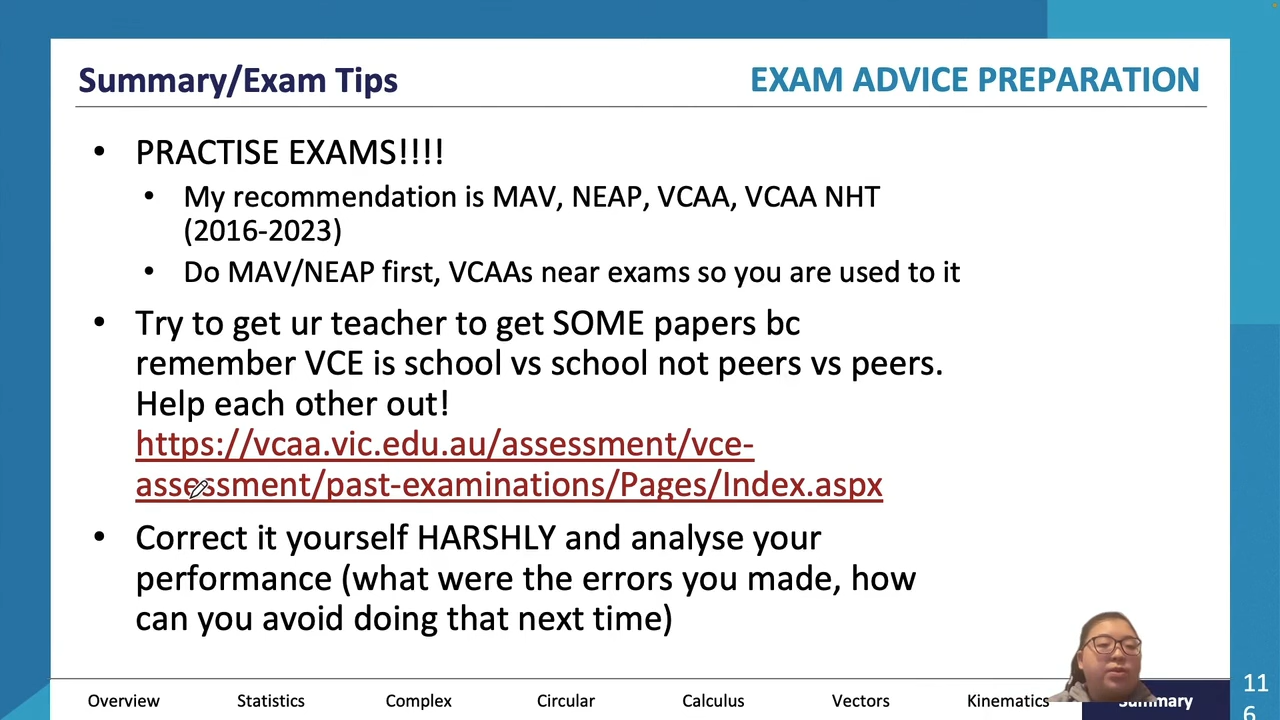 Summary/Exam Tips
EXAM ADVICE PREPARATION
• PRACTISE EXAMS!!!!
• My recommendation is MAV, NEAP, VCAA, VCAA NHT
(2016-2023)
• Do MAV/NEAP first, VCAAs near exams so you are used to it
• Try to get ur teacher to get SOME papers bc
remember VCE is school vs school not peers vs peers.
Help each other out!
https://vcaa.vic.edu.au/assessment/vce-
assessment/past-examinations/Pages/Index.aspx
• Correct it yourself HARSHLY and analyse your
performance (what were the errors you made, how
can you avoid doing that next time)
Overview Statistics Complex Circular Calculus Vectors Kinematics Summary
11
6